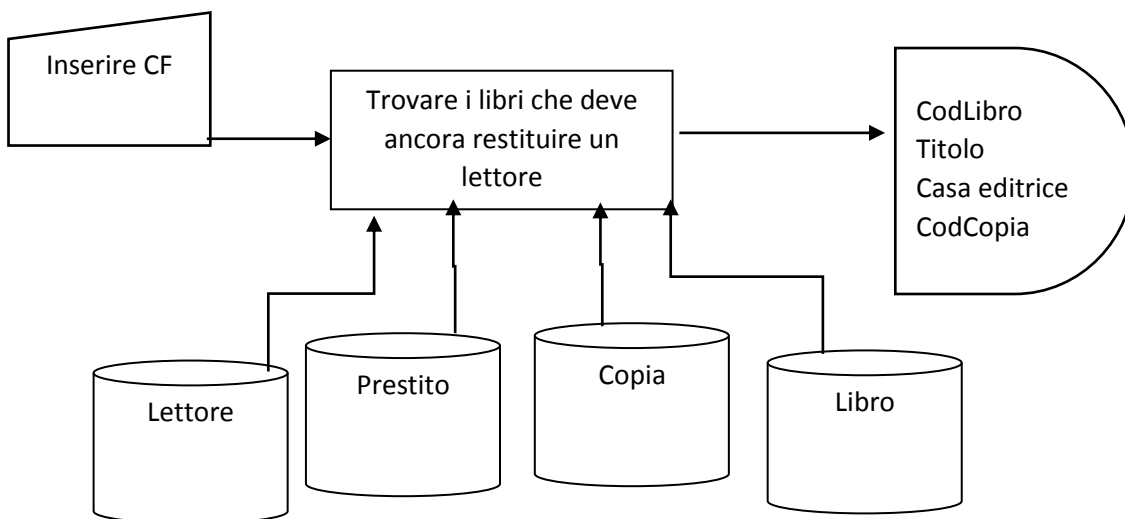 Inserire CF
Trovare i libri che deve
ancora restituire un
lettore
CodLibro
Titolo
Casa editrice
CodCopia
Lettore
Prestito
Copia
Libro